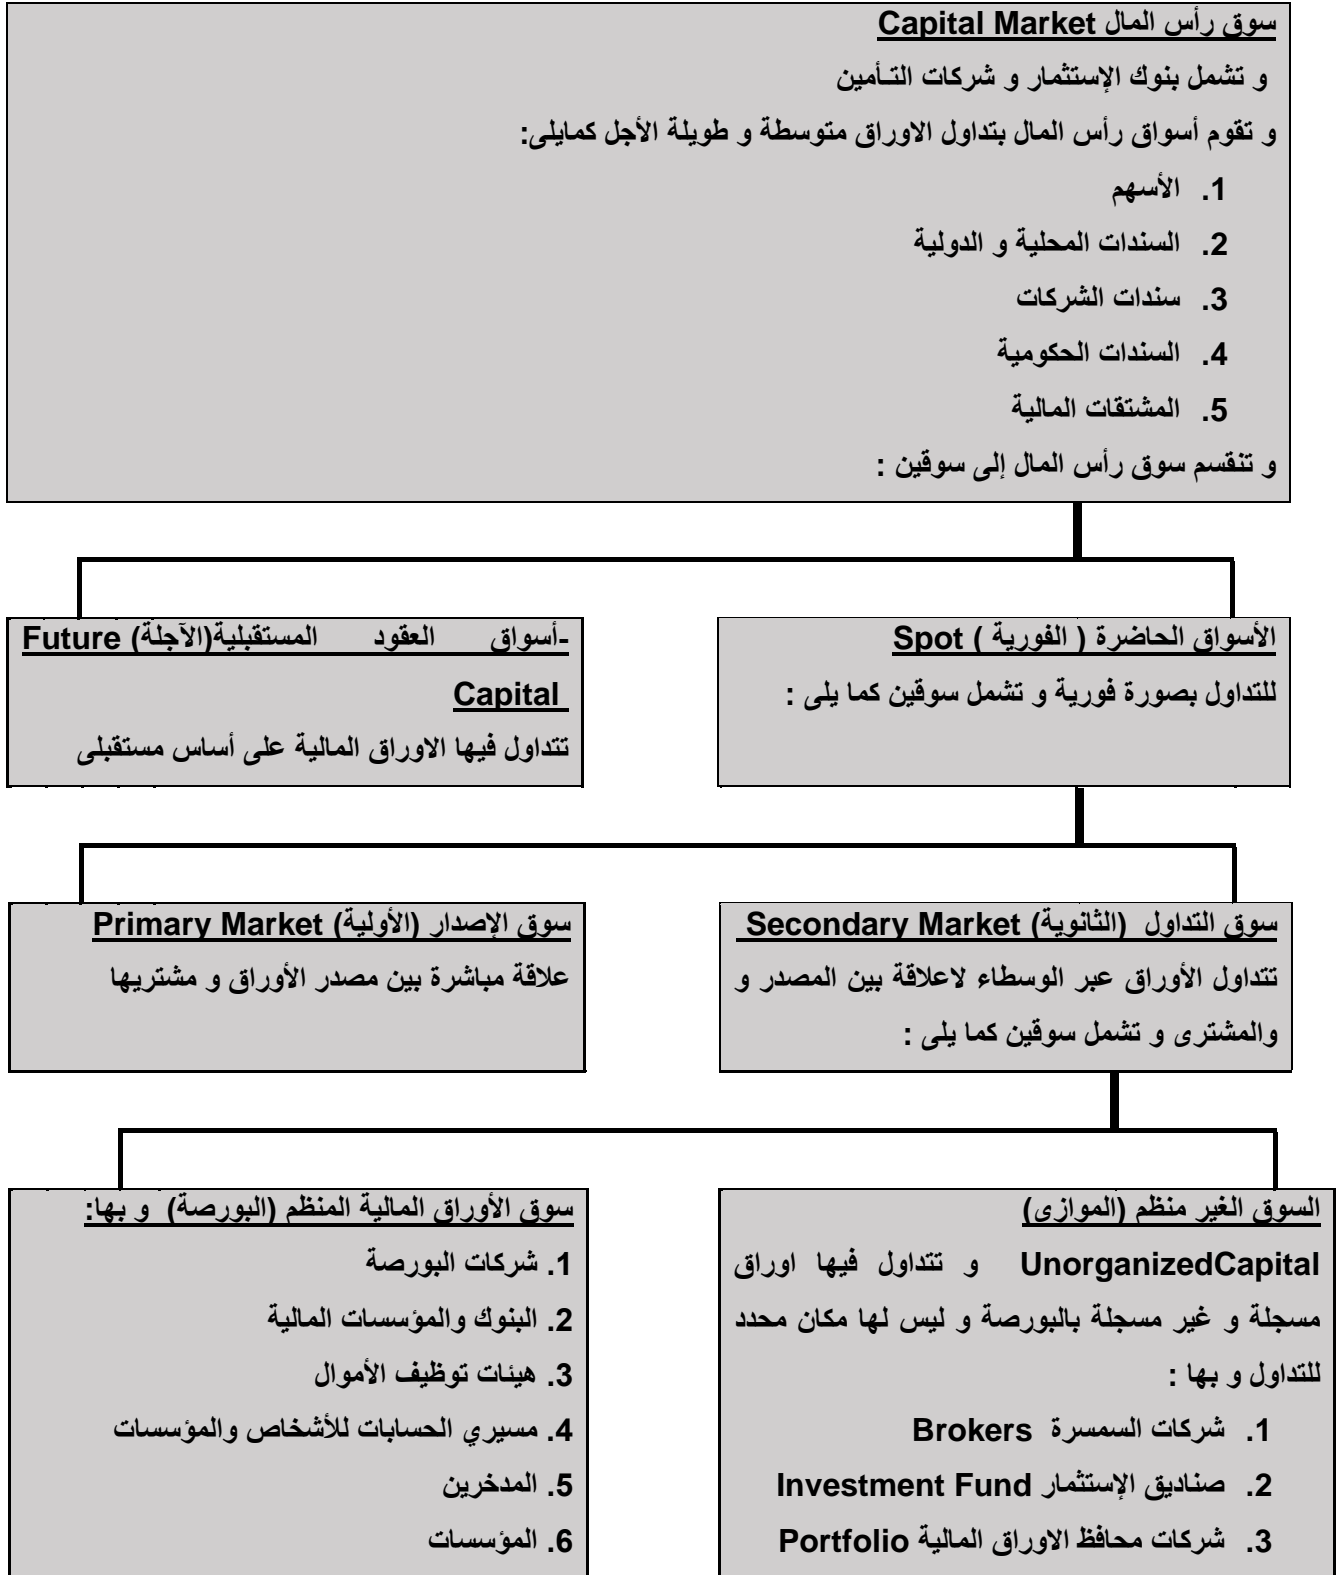 سوق رأس المال Capital Market
و تشمل بنوك الإستثمار و شركات التـأمين
و تقوم أسواق رأس المال بتداول الاوراق متوسطة و طويلة الأجل كمايلى:
1. الأسهم
2. السندات المحلية و الدولية
3. سندات الشركات
4. السندات الحكومية
5. المشتقات المالية
و تنقسم سوق رأس المال إلى سوقين :
الأسواق الحاضرة ( الفورية ) Spot
للتداول بصورة فورية و تشمل سوقين كما يلى :
-أسواق العقود المستقبلية(الآجلة) Future
Capital
تتداول فيها الاوراق المالية على أساس مستقبلى
سوق التداول (الثانوية) Secondary Market
تتداول الأوراق عبر الوسطاء لاعلاقة بين المصدر و
والمشترى و تشمل سوقين كما يلى :
سوق الإصدار (الأولية) Primary Market
علاقة مباشرة بين مصدر الأوراق و مشتريها
السوق الغير منظم (الموازى)
UnorganizedCapital و تتداول فيها اوراق
مسجلة و غير مسجلة بالبورصة و ليس لها مكان محدد
للتداول و بها :
1. شركات السمسرة Brokers
2. صناديق الإستثمار Investment Fund
3. شركات محافظ الاوراق المالية Portfolio
سوق الأوراق المالية المنظم (البورصة) و بها:
1. شركات البورصة
2. البنوك والمؤسسات المالية
3. هيئات توظيف الأموال
4. مسيري الحسابات للأشخاص والمؤسسات
5. المدخرين
6. المؤسسات